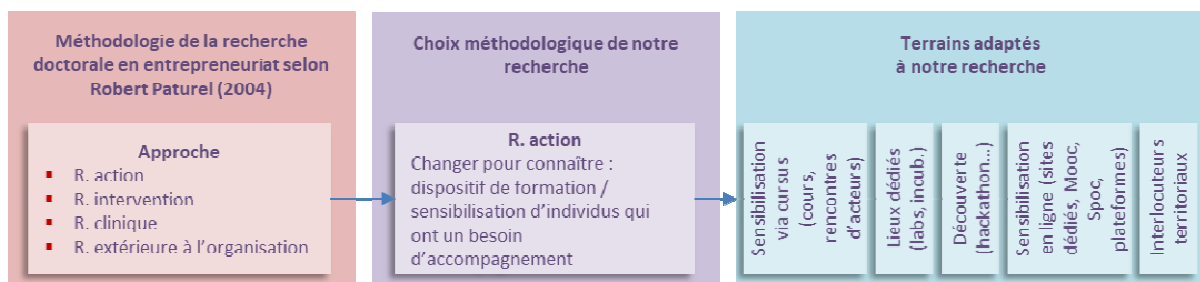 Méthodologie de la recherche
doctorale en entrepreneuriat selon
Robert Paturel (2004)
Approche
R. action
R. intervention
R. clinique
R. extérieure à l'organisation
Choix méthodologique de notre
recherche
R. action
Changer pour connaître :
dispositif de formation /
sensibilisation d'individus qui
ont un besoin
d'accompagnement
Terrains adaptés
à notre recherche
Sensibilisation
via cursus
(cours,
rencontres
d'acteurs)
Lieux dédiés
(labs, incub.)
Découverte
(hackathon...)
Sensibilisation
en ligne (sites
dédiés, Mooc,
Spoc,
plateformes)
Interlocuteurs
territoriaux